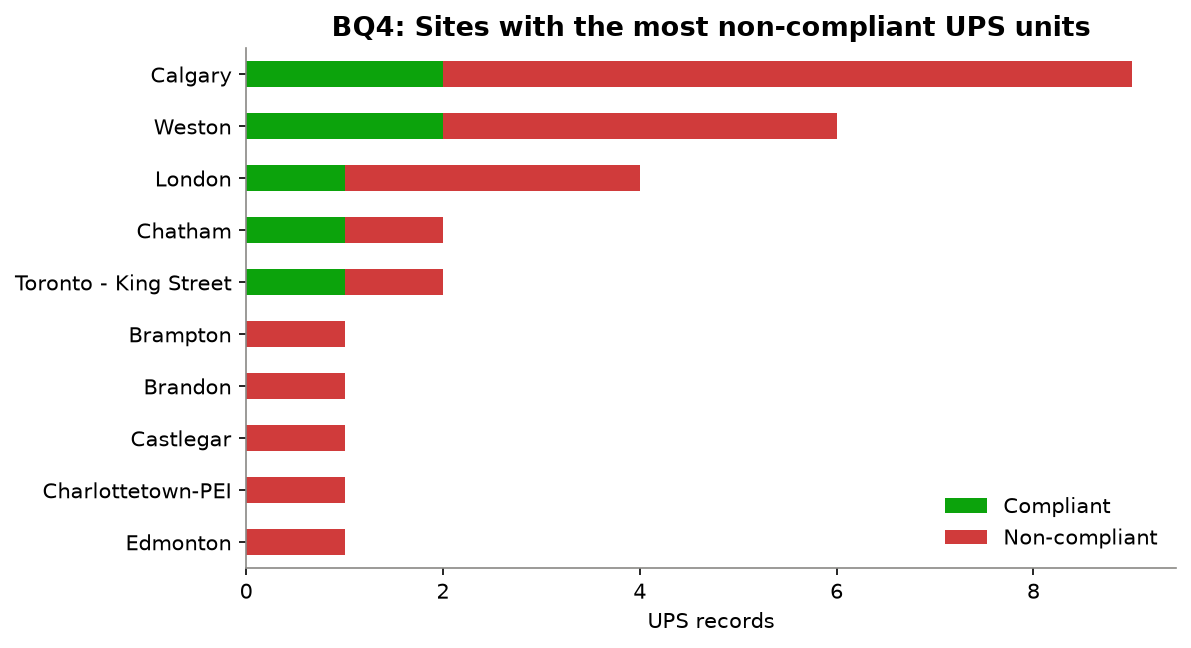 BQ4: Sites with the most non-compliant UPS units
Calgary
Weston
London
Chatham
Toronto - King Street
Brampton
Brandon
Castlegar
Charlottetown-PEI
Edmonton
Compliant
Non-compliant
0 2 4 6 8
UPS records